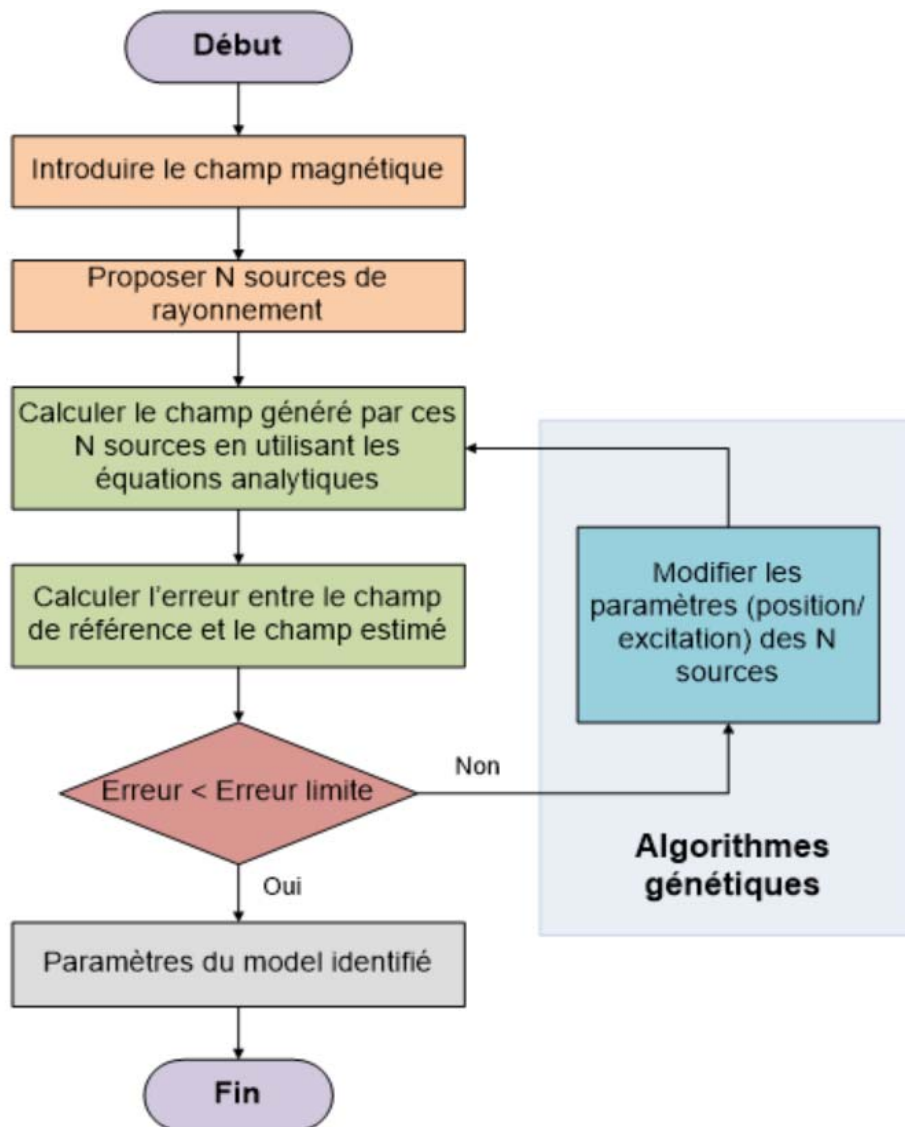 Début
Introduire le champ magnétique
Proposer N sources de
rayonnement
Calculer le champ généré par ces
N sources en utilisant les
équations analytiques
Calculer l'erreur entre le champ
de référence et le champ estimé
Erreur < Erreur limite
Non
Oui
Modifier les
paramètres (position/
excitation) des N
sources
Algorithmes
génétiques
Paramètres du model identifié
Fin